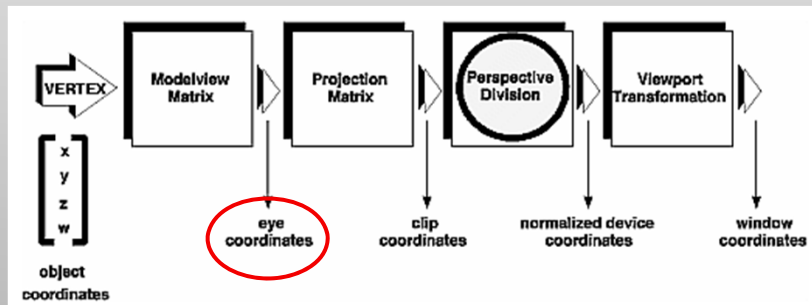 VERTEX
x
y
z
w
object
coordinates
Modelview
Matrix
eye
coordinates
Projection
Matrix
clip
coordinates
Perspective
Division
normalized device
coordinates
Viewport
Transformation
window
coordinates